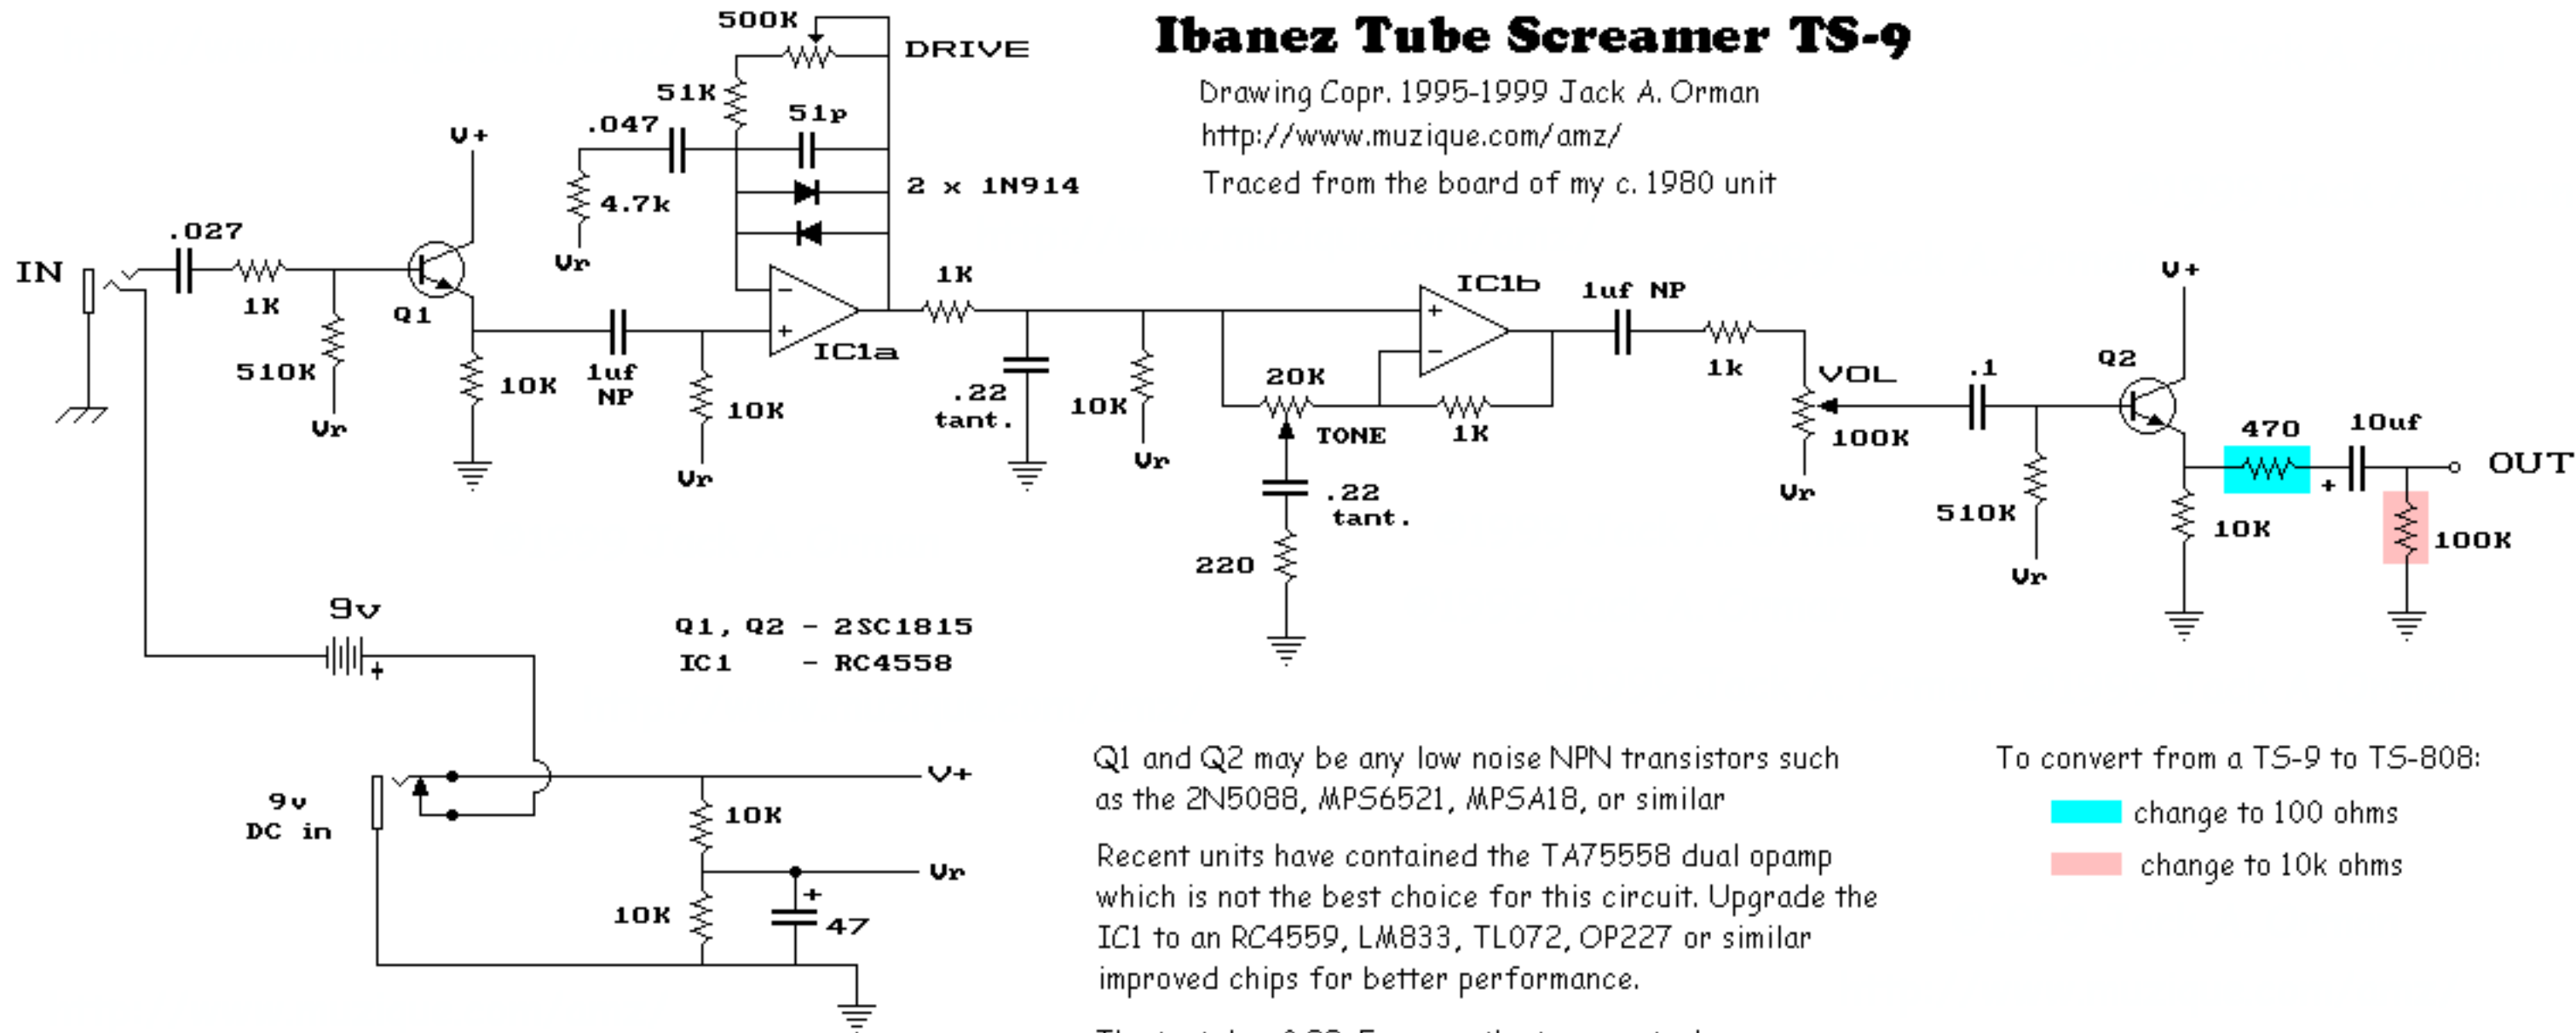 Ibanez Tube Screamer TS-9
Drawing Copr. 1995-1999 Jack A. Orman
http://www.muzique.com/amz/
Traced from the board of my c. 1980 unit
500K
DRIVE
51K
51p
.047
V+
2 x 1N914
4.7k
Vr
.027
IN
1K
Q1
510K
Vr
10K
1uf
NP
10K
Vr
IC1a
1K
.22
tant.
10K
Vr
IC1b
20K
TONE
1K
.22
tant.
220
1uf NP
1k
VOL
100K
Vr
.1
V+
Q2
510K
Vr
10K
470
+
10uf
OUT
100K
9v
+
Q1, Q2 - 2SC1815
IC1 - RC4558
9v
DC in
V+
10K
Vr
10K
+
47
Q1 and Q2 may be any low noise NPN transistors such
as the 2N5088, MPS6521, MPSA18, or similar
Recent units have contained the TA75558 dual opamp
which is not the best choice for this circuit. Upgrade the
IC1 to an RC4559, LM833, TL072, OP227 or similar
improved chips for better performance.
To convert from a TS-9 to TS-808:
change to 100 ohms
change to 10k ohms